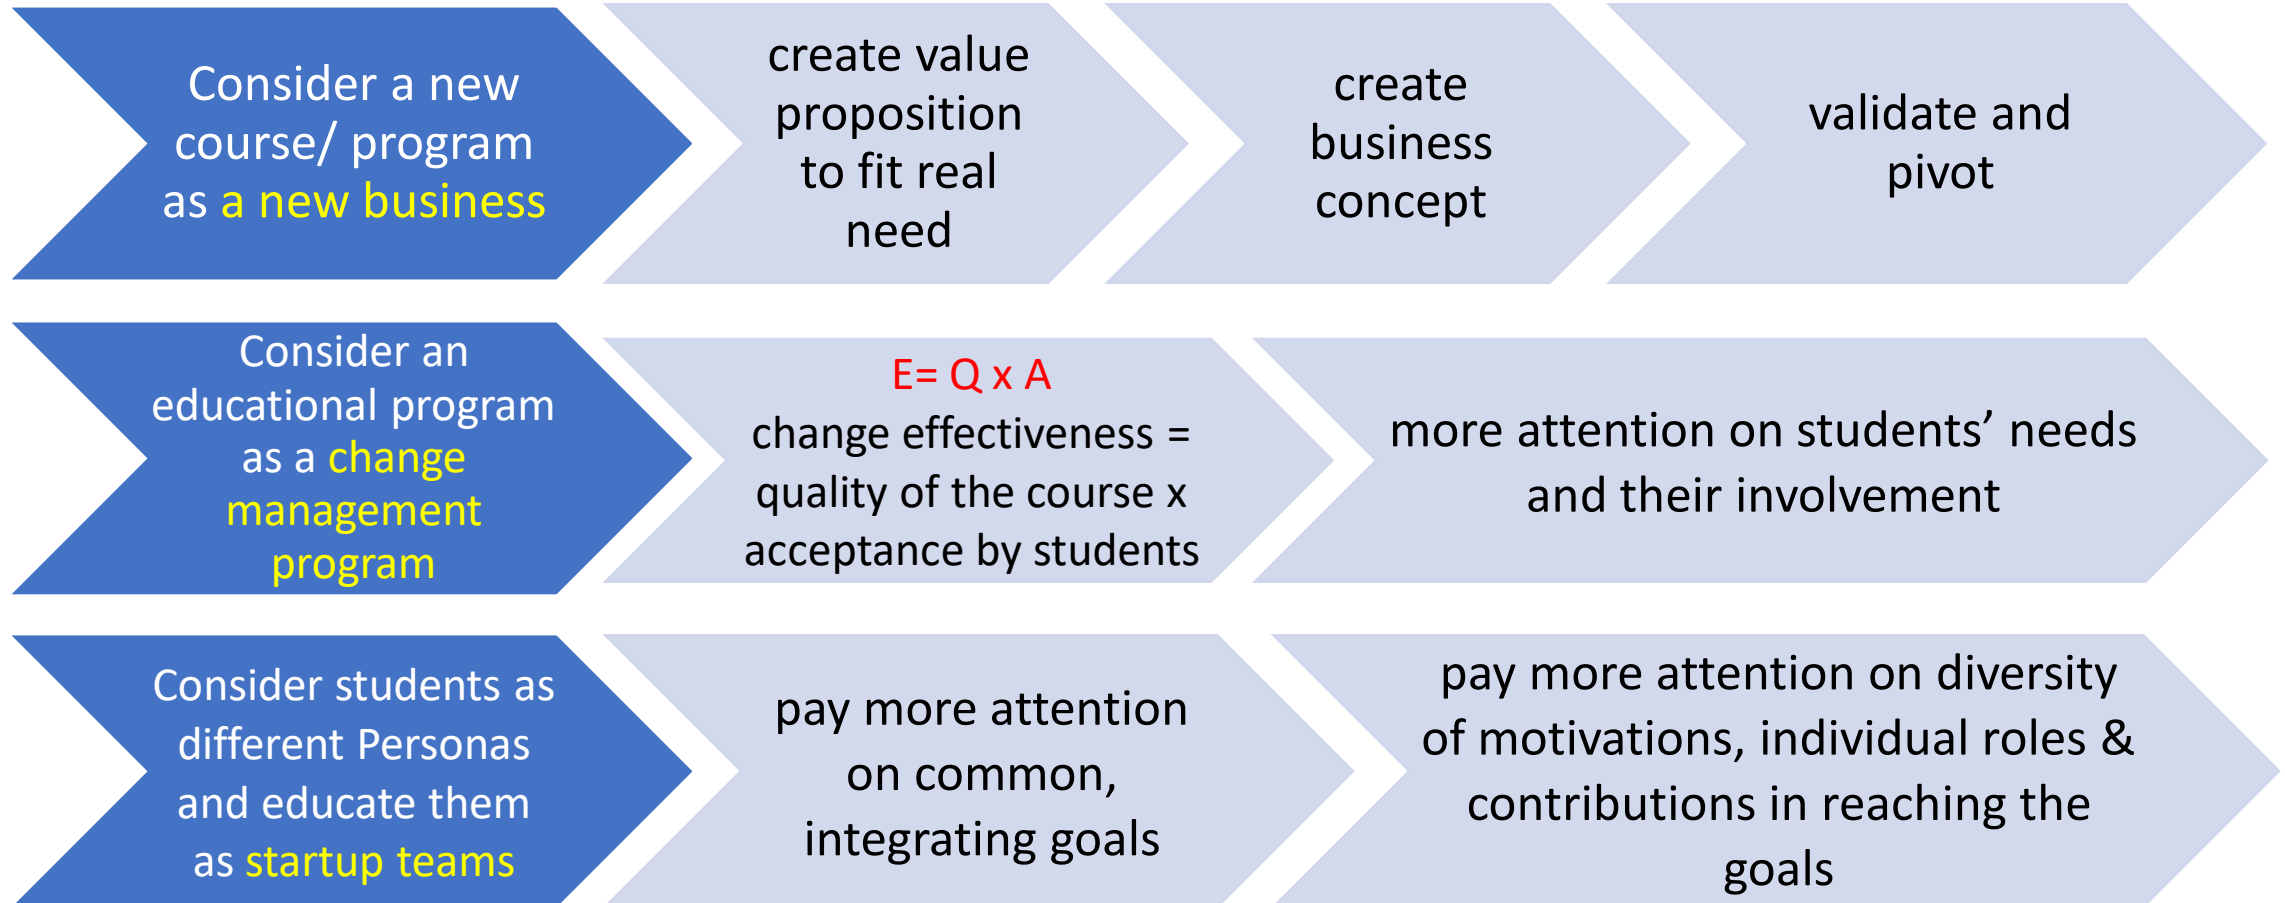 Consider a new
course/ program
as a new business
create value
proposition
to fit real
need
create
business
concept
validate and
pivot
Consider an
educational program
as a change
management
program
E= Q x A
change effectiveness =
quality of the course x
acceptance by students
more attention on students’ needs
and their involvement
Consider students as
different Personas
and educate them
as startup teams
pay more attention
on common,
integrating goals
pay more attention on diversity
of motivations, individual roles &
contributions in reaching the
goals